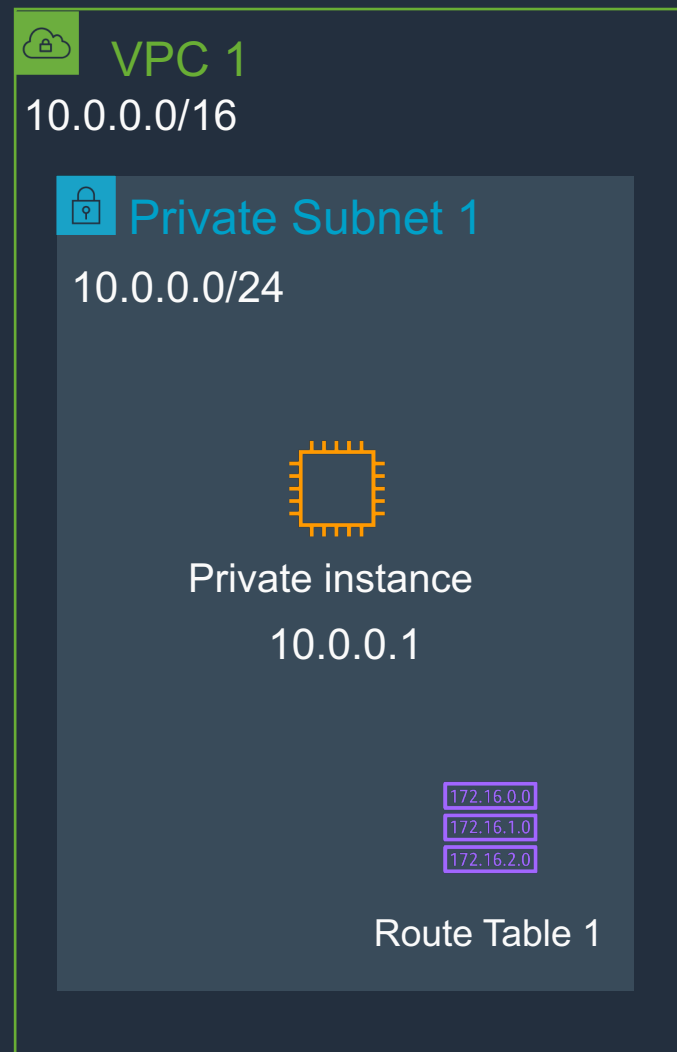 VPC 1
10.0.0.0/16
Private Subnet 1
10.0.0.0/24
Private instance
10.0.0.1
172.16.0.0
172.16.1.0
172.16.2.0
Route Table 1